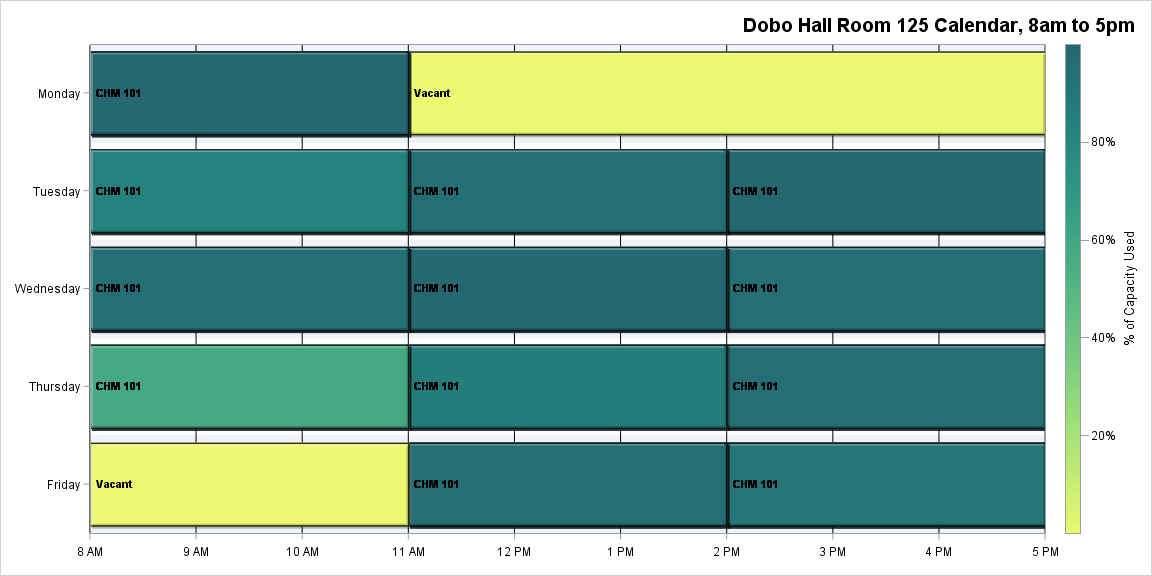 Dobo Hall Room 125 Calendar, 8am to 5pm
Monday CHM 101 Vacant
Tuesday CHM 101 CHM 101 CHM 101
Wednesday CHM 101 CHM 101 CHM 101
Thursday CHM 101 CHM 101 CHM 101
Friday Vacant CHM 101 CHM 101
8 AM 9 AM 10 AM 11 AM 12 PM 1 PM 2 PM 3 PM 4 PM 5 PM
80%
60%
40%
20%
% of Capacity Used